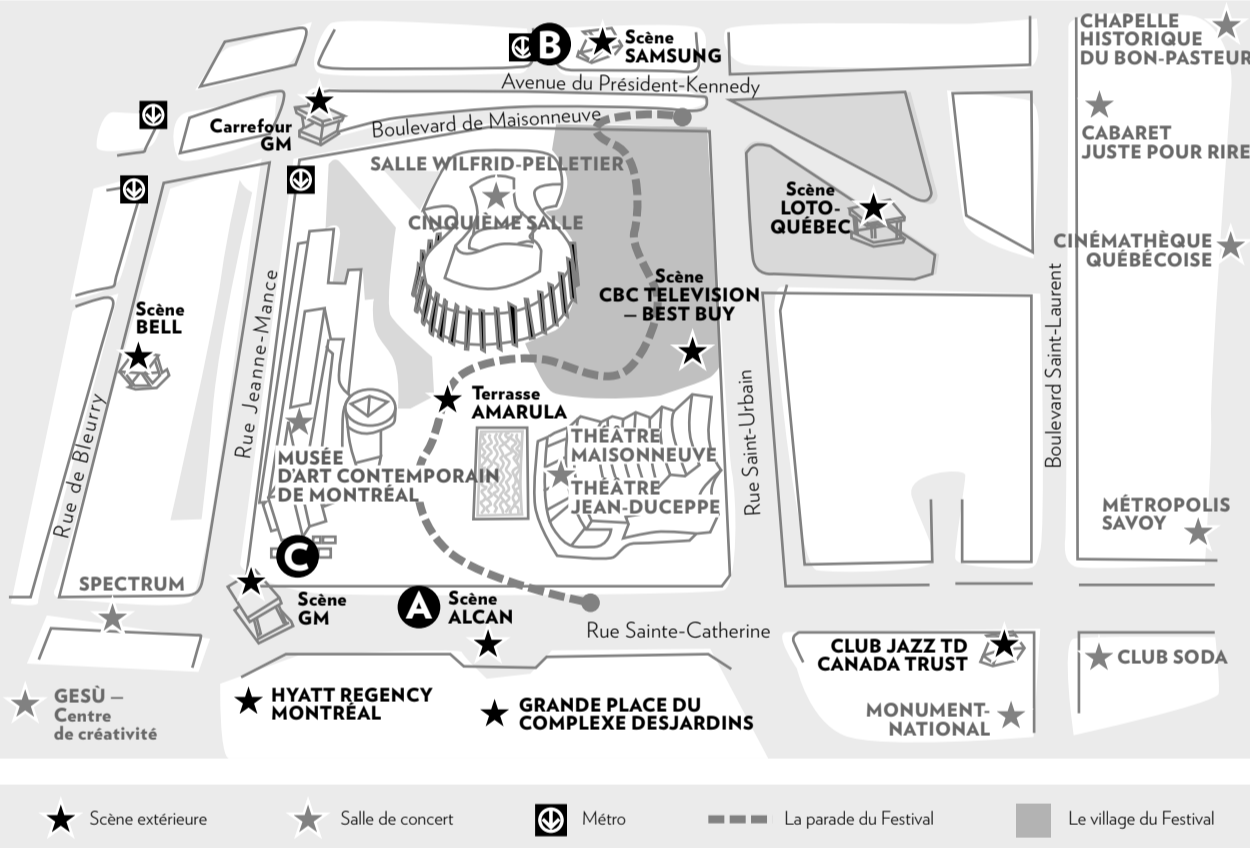 CHAPELLE
HISTORIQUE
DU BON-PASTEUR
B
Scène
SAMSUNG
Avenue du Président-Kennedy
Carrefour
GM
Boulevard de Maisonneuve
CABARET
JUSTE POUR RIRE
SALLE WILFRID-PELLETIER
CINQUIÈME SALLE
Scène
LOTO-
QUÉBEC
CINÉMATHÈQUE
QUÉBÉCOISE
Scène
CBC TELEVISION
– BEST BUY
Scène
BELL
Rue de Bleurry
Rue Jeanne-Mance
Terrasse
AMARULA
Rue Saint-Urbain
Boulevard Saint-Laurent
MUSÉE
D'ART CONTEMPORAIN
DE MONTRÉAL
THÉÂTRE
MAISONNEUVE
THÉÂTRE
JEAN-DUCEPPE
MÉTROPOLIS
SAVOY
C
SPECTRUM
Scène
GM
A
Scène
ALCAN
Rue Sainte-Catherine
CLUB JAZZ TD
CANADA TRUST
CLUB SODA
GESÙ –
Centre
de créativité
HYATT REGENCY
MONTRÉAL
GRANDE PLACE DU
COMPLEXE DESJARDINS
MONUMENT-
NATIONAL
Scène extérieure
Salle de concert
Métro
La parade du Festival
Le village du Festival